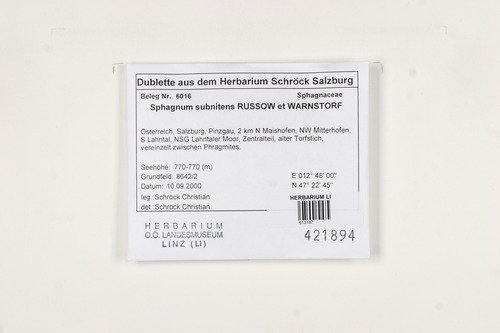 Dublette aus dem Herbarium Schröck Salzburg
Beleg Nr. 6016 Sphagnaceae
Sphagnum subnitens RUSSOW et WARNSTORF
Österreich, Salzburg, Pinzgau, 2 km N Maishofen, NW Mitterhofen,
S Lahntal, NSG Lahntaler Moor, Zentralteil, alter Torfstich,
vereinzelt zwischen Phragmites.
Seehöhe: 770-770 (m)
Grundfeld: 8642/2 E 012° 48' 00"
Datum: 10.09.2000 N 47° 22' 45"
leg. Schröck Christian HERBARIUM LI
det. Schröck Christian
HERBARIUM
O.Ö. LANDESMUSEUM
LINZ (LI)
421894